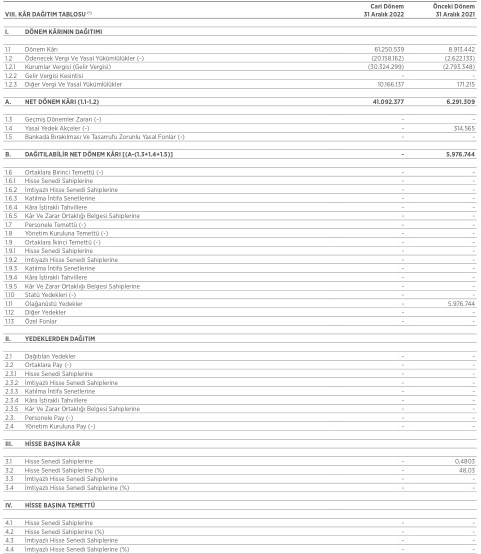 Cari Dönem Önceki Dönem
VIII. KÂR DAĞITIM TABLOSU (*) 31 Aralık 2022 31 Aralık 2021
I. DÖNEM KÂRININ DAĞITIMI
1.1 Dönem Kârı 61.250.539 8.913.442
1.2 Ödenecek Vergi Ve Yasal Yükümlülükler (-) (20.158.162) (2.622.133)
1.2.1 Kurumlar Vergisi (Gelir Vergisi) (30.324.299) (2.793.348)
1.2.2 Gelir Vergisi Kesintisi - -
1.2.3 Diğer Vergi Ve Yasal Yükümlülükler 10.166.137 171.215
A. NET DÖNEM KÂRI (1.1-1.2) 41.092.377 6.291.309
1.3 Geçmiş Dönemler Zararı (-) - -
1.4 Yasal Yedek Akçeler (-) - 314.565
1.5 Bankada Bırakılması Ve Tasarrufu Zorunlu Yasal Fonlar (-) - -
B. DAĞITILABİLİR NET DÖNEM KÂRI [(A-(1.3+1.4+1.5)] - 5.976.744
1.6 Ortaklara Birinci Temettü (-) - -
1.6.1 Hisse Senedi Sahiplerine - -
1.6.2 İmtiyazlı Hisse Senedi Sahiplerine - -
1.6.3 Katılma İntifa Senetlerine - -
1.6.4 Kâra İştirakli Tahvillere - -
1.6.5 Kâr Ve Zarar Ortaklığı Belgesi Sahiplerine - -
1.7 Personele Temettü (-) - -
1.8 Yönetim Kuruluna Temettü (-) - -
1.9 Ortaklara İkinci Temettü (-) - -
1.9.1 Hisse Senedi Sahiplerine - -
1.9.2 İmtiyazlı Hisse Senedi Sahiplerine - -
1.9.3 Katılma İntifa Senetlerine - -
1.9.4 Kâra İştirakli Tahvillere - -
1.9.5 Kâr Ve Zarar Ortaklığı Belgesi Sahiplerine - -
1.10 Statü Yedekleri (-) - -
1.11 Olağanüstü Yedekler - 5.976.744
1.12 Diğer Yedekler - -
1.13 Özel Fonlar - -
II. YEDEKLERDEN DAĞITIM
2.1 Dağıtılan Yedekler - -
2.2 Ortaklara Pay (-) - -
2.3.1 Hisse Senedi Sahiplerine - -
2.3.2 İmtiyazlı Hisse Senedi Sahiplerine - -
2.3.3 Katılma İntifa Senetlerine - -
2.3.4 Kâra İştirakli Tahvillere - -
2.3.5 Kâr Ve Zarar Ortaklığı Belgesi Sahiplerine - -
2.3. Personele Pay (-) - -
2.4 Yönetim Kuruluna Pay (-) - -
III. HİSSE BAŞINA KÂR
3.1 Hisse Senedi Sahiplerine - 0,4803
3.2 Hisse Senedi Sahiplerine (%) - 48,03
3.3 İmtiyazlı Hisse Senedi Sahiplerine - -
3.4 İmtiyazlı Hisse Senedi Sahiplerine (%) - -
IV. HİSSE BAŞINA TEMETTÜ
4.1 Hisse Senedi Sahiplerine - -
4.2 Hisse Senedi Sahiplerine (%) - -
4.3 İmtiyazlı Hisse Senedi Sahiplerine - -
4.4 İmtiyazlı Hisse Senedi Sahiplerine (%) - -